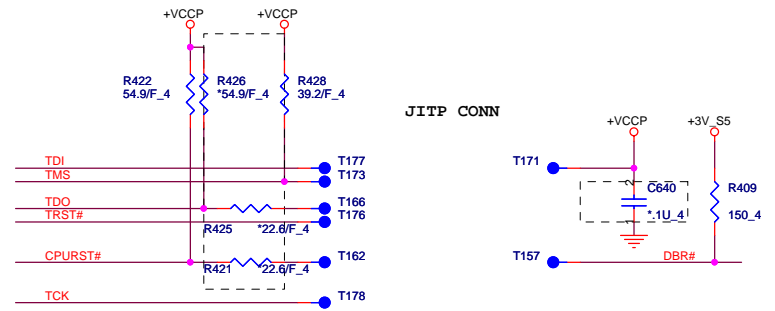 +VCCP +VCCP
R422 R426 R428
54.9/F_4 *54.9/F_4 39.2/F_4
JITP CONN
+VCCP +3V_S5
TDI T177
TMS T173
TDO T166
TRST# T176
R425 *22.6/F_4
CPURST# T162
R421 *22.6/F_4
TCK T178
T171
2 C640
1 *.1U_4
R409
150_4
T157 DBR#